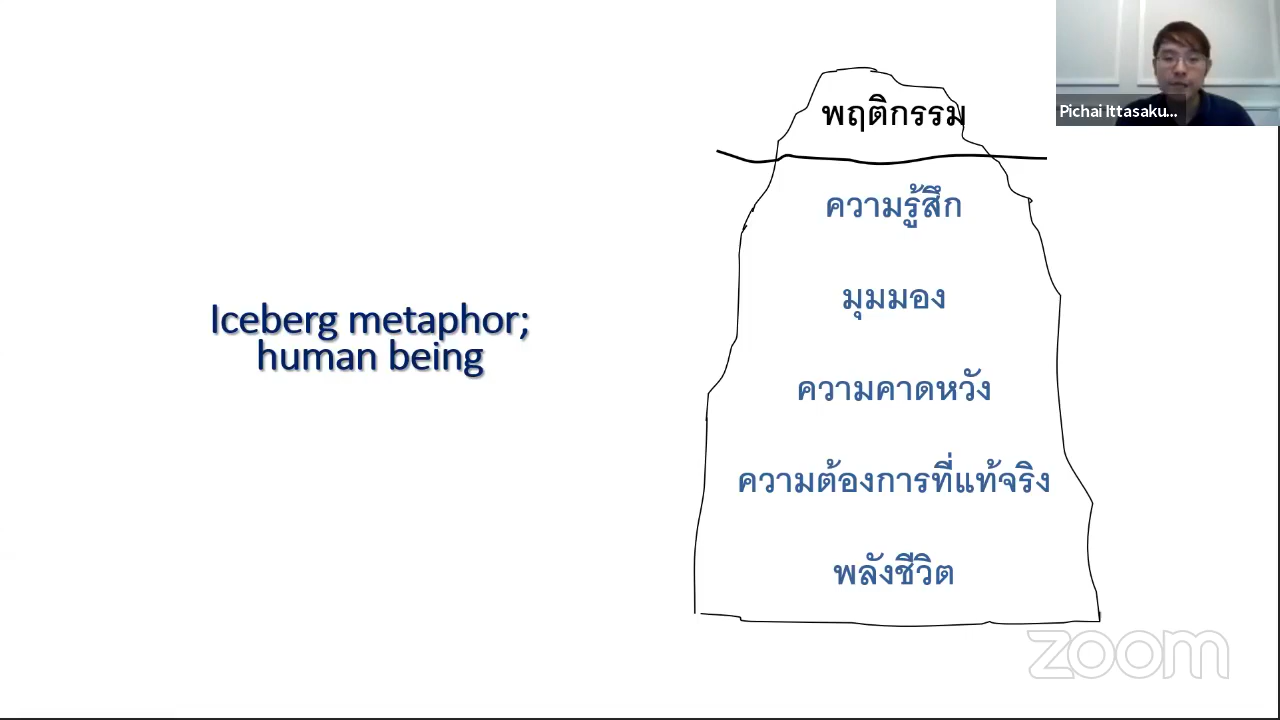 พฤติกรรม
Pichai Ittasaku...
ความรู้สึก
มุมมอง
Iceberg metaphor;
human being
ความคาดหวัง
ความต้องการที่แท้จริง
พลังชีวิต
zoom